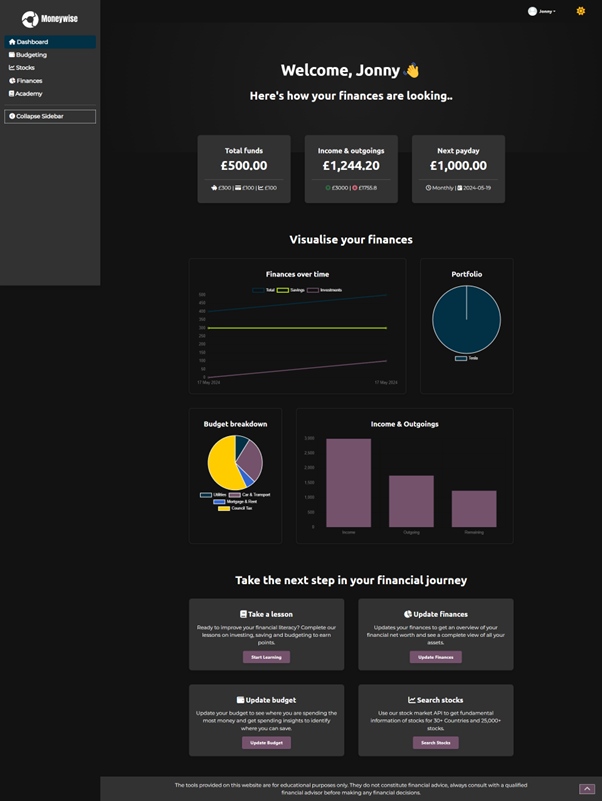 Moneywise
Jonny
Dashboard
Budgeting
Stocks
Finances
Academy
Collapse Sidebar
Welcome, Jonny 👋
Here's how your finances are looking..
Total funds
£500.00
£300 | £100 | £100
Income & outgoings
£1,244.20
£3000 | £1755.8
Next payday
£1,000.00
Monthly | 2024-05-19
Visualise your finances
Finances over time
Total Savings Investments
500
450
400
350
300
250
200
150
100
50
0
17 May 2024 17 May 2024
Portfolio
Tesla
Budget breakdown
Utilities Car & Transport
Mortgage & Rent
Council Tax
Income & Outgoings
3,000
2,500
2,000
1,500
1,000
500
0
Income Outgoing Remaining
Take the next step in your financial journey
Take a lesson
Ready to improve your financial literacy? Complete our
lessons on investing, saving and budgeting to earn
points.
Start Learning
Update finances
Updates your finances to get an overview of your
financial net worth and see a complete view of all your
assets.
Update Finances
Update budget
Update your budget to see where you are spending the
most money and get spending insights to identify
where you can save.
Update Budget
Search stocks
Use our stock market API to get fundamental
information of stocks for 30+ Countries and 25,000+
stocks.
Search Stocks
The tools provided on this website are for educational purposes only. They do not constitute financial advice, always consult with a qualified
financial advisor before making any financial decisions.